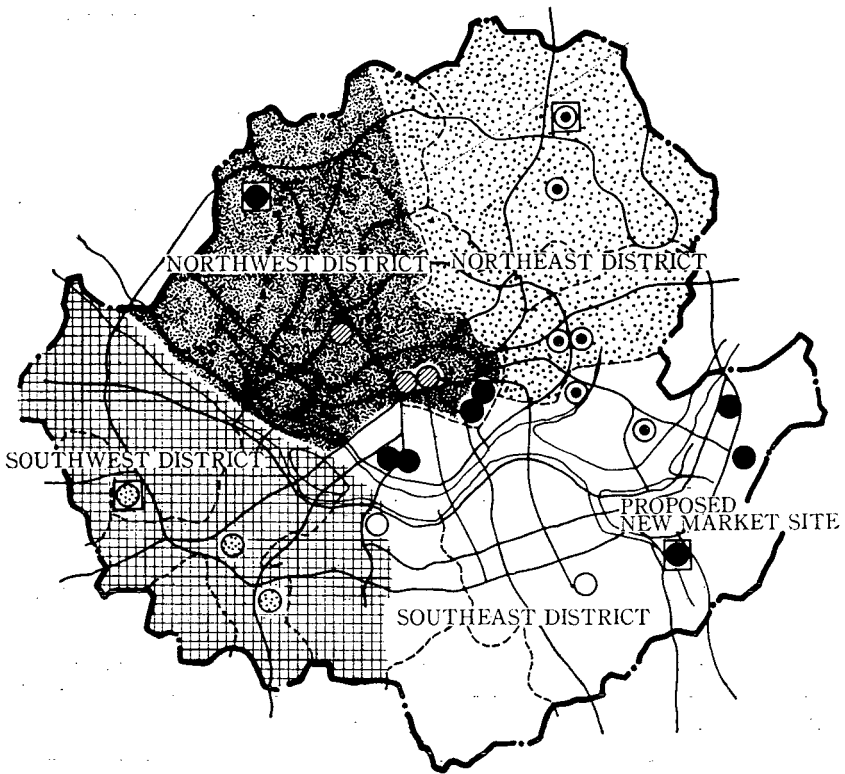 NORTHWEST DISTRICT
NORTHEAST DISTRICT
SOUTHWEST DISTRICT
PROPOSED
NEW MARKET SITE
SOUTHEAST DISTRICT